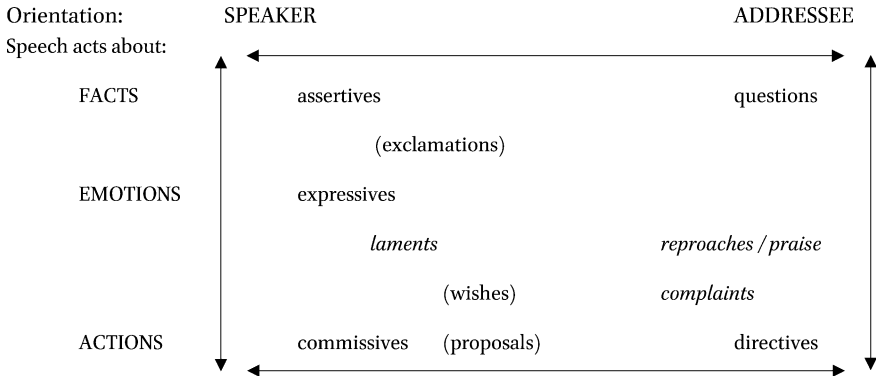 Orientation: SPEAKER ADDRESSEE
Speech acts about:
FACTS assertives questions
(exclamations)
EMOTIONS expressives
laments reproaches / praise
(wishes) complaints
ACTIONS commissives (proposals) directives